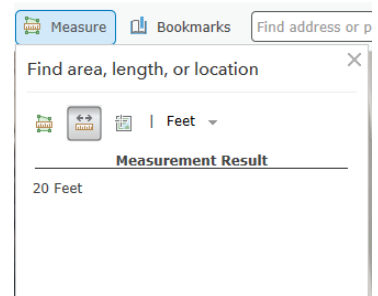 Measure Bookmarks Find address or p
Find area, length, or location
| Feet
Measurement Result
20 Feet